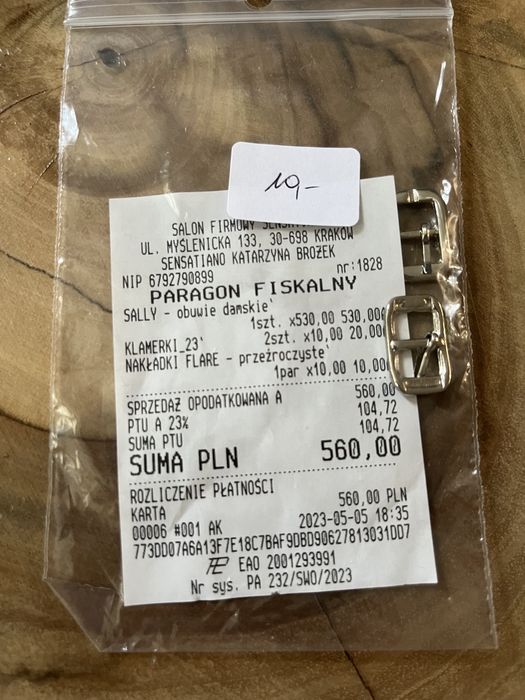 10,-
SALON FIRMOWY
UL. MYŚLENICKA 133, 30-698 KRAKÓW
SENSATIANO KATARZYNA BROŻEK
NIP 6792790899 nr:1828
PARAGON FISKALNY
SALLY - obuwie damskie`
1szt. x530,00 530,00
KLAMERKI_23` 2szt. x10,00 20,00
NAKŁADKI FLARE - przeźroczyste`
1par x10,00 10,00
SPRZEDAŻ OPODATKOWANA A 560,00
PTU A 23% 104,72
SUMA PTU 104,72
SUMA PLN 560,00
ROZLICZENIE PŁATNOŚCI
KARTA 560,00 PLN
00006 #001 AK 2023-05-05 18:35
773DD07A6A13F7E18C7BAF9DBD90627813031DD7
EAO 2001293991
Nr sys. PA 232/SWO/2023